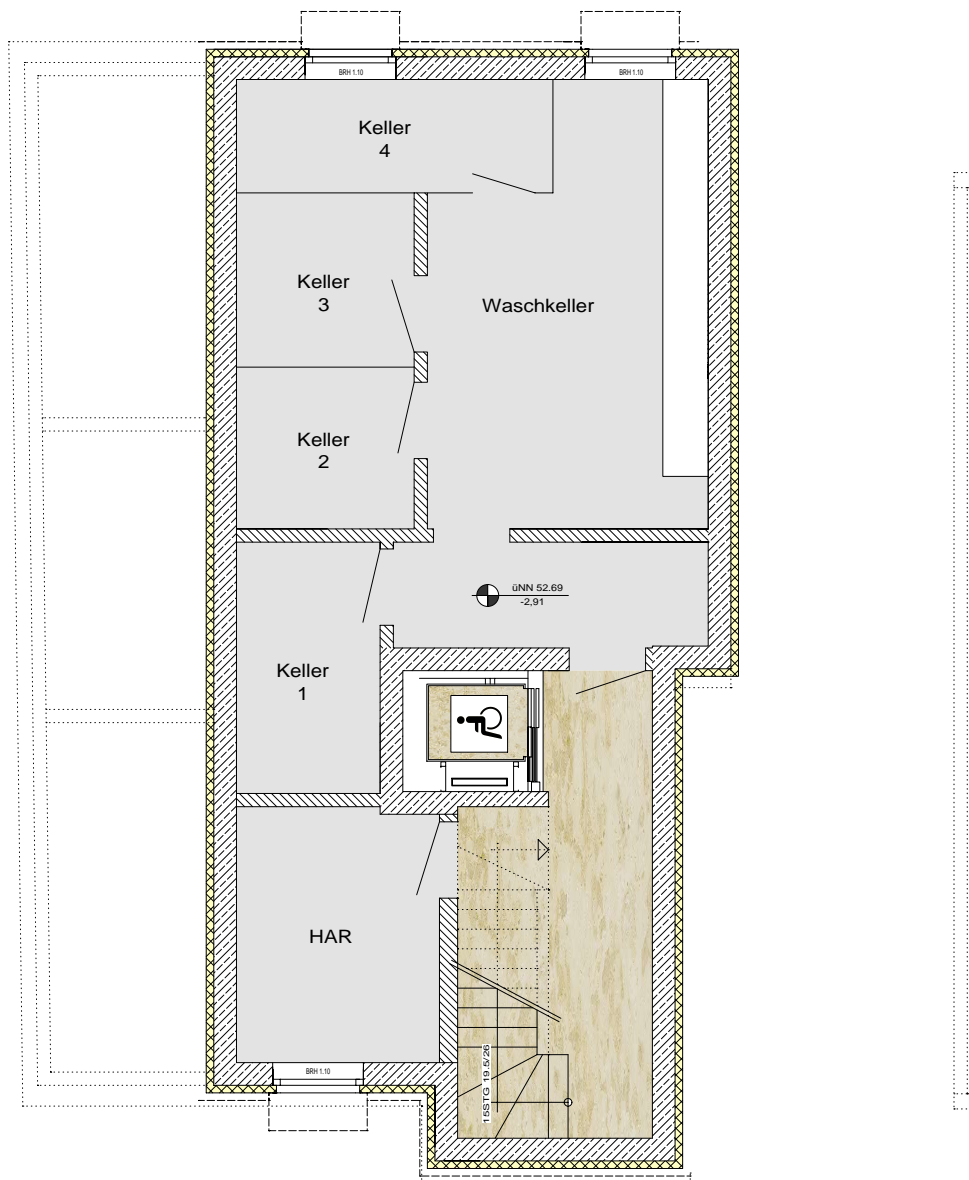 BRH 1.10
BRH 1.10
Keller
4
Keller
3
Waschkeller
Keller
2
üNN 52.69
-2,91
Keller
1
HAR
15STG 19.5/26
BRH 1.10